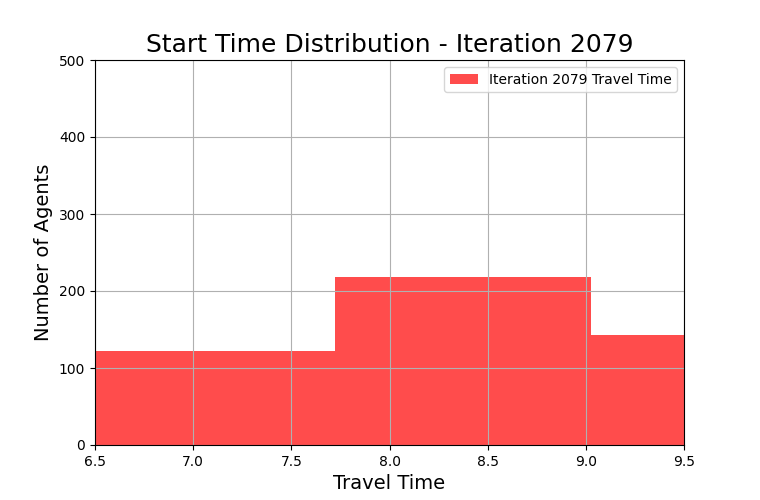 Start Time Distribution - Iteration 2079
Iteration 2079 Travel Time
Number of Agents
500
400
300
200
100
0
6.5 7.0 7.5 8.0 8.5 9.0 9.5
Travel Time